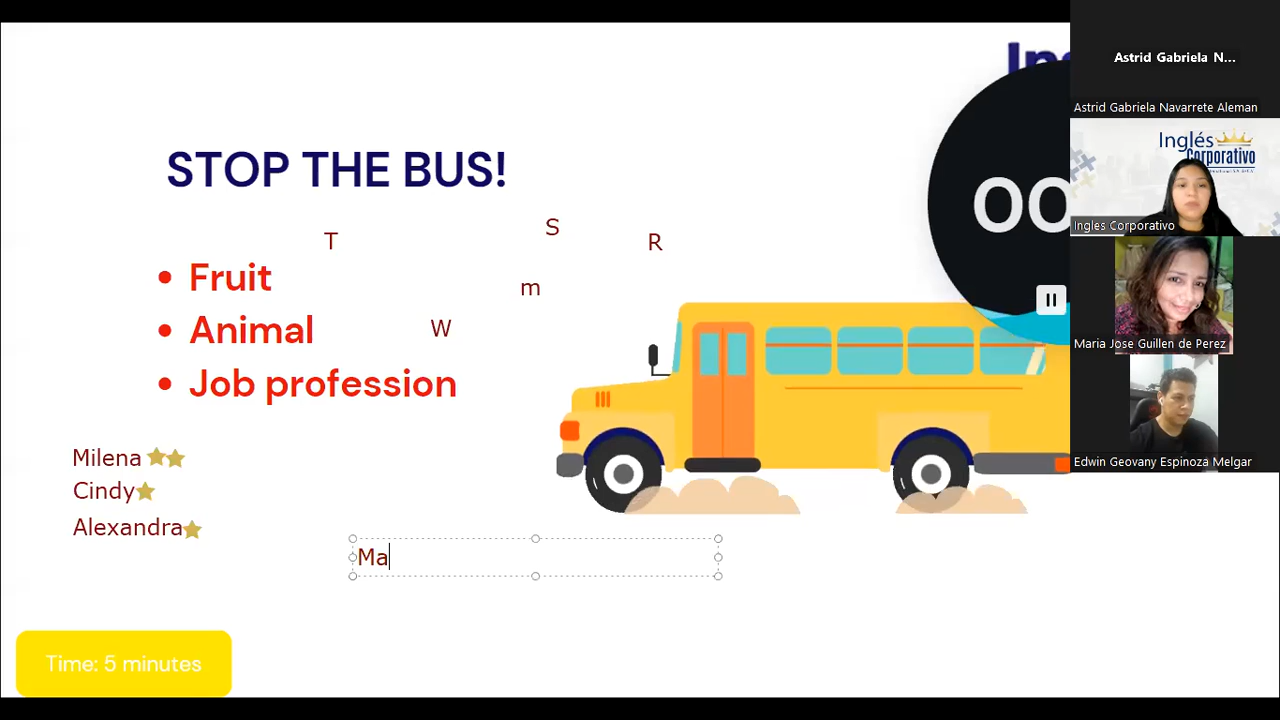 STOP THE BUS!
T
S
R
• Fruit
m
• Animal
W
• Job profession
Milena
Cindy
Alexandra
Ma
Time: 5 minutes
00
Astrid Gabriela N...
Astrid Gabriela Navarrete Aleman
Inglés
Corporativo
Ingles Corporativo
Maria Jose Guillen de Perez
Edwin Geovany Espinoza Melgar